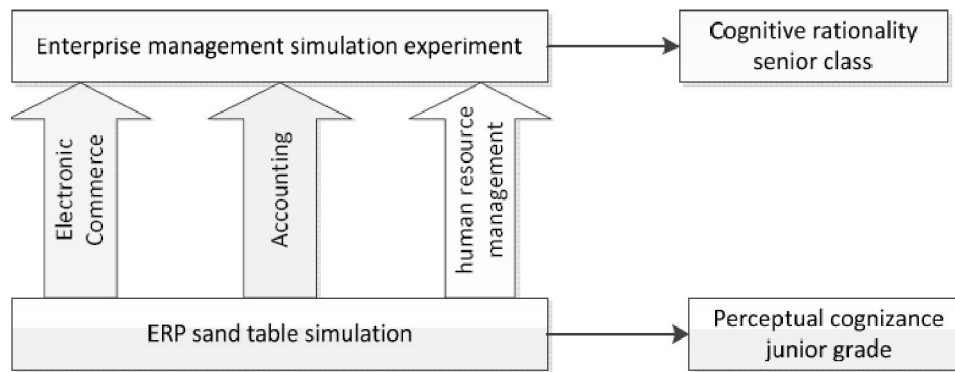 Enterprise management simulation experiment
Cognitive rationality
senior class
Electronic
Commerce
Accounting
human resource
management
ERP sand table simulation
Perceptual cognizance
junior grade